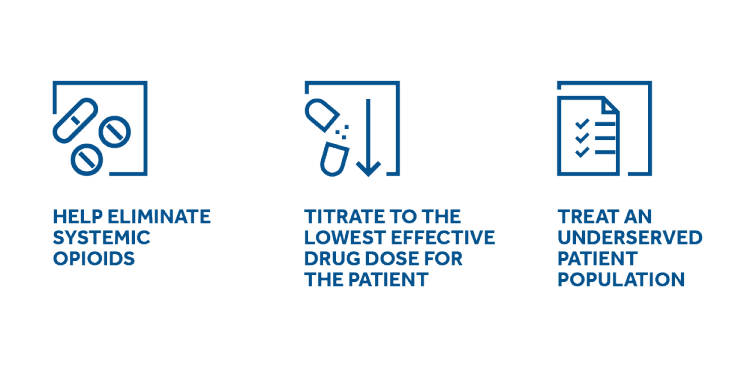 HELP ELIMINATE
SYSTEMIC
OPIOIDS
TITRATE TO THE
LOWEST EFFECTIVE
DRUG DOSE FOR
THE PATIENT
TREAT AN
UNDERSERVED
PATIENT
POPULATION